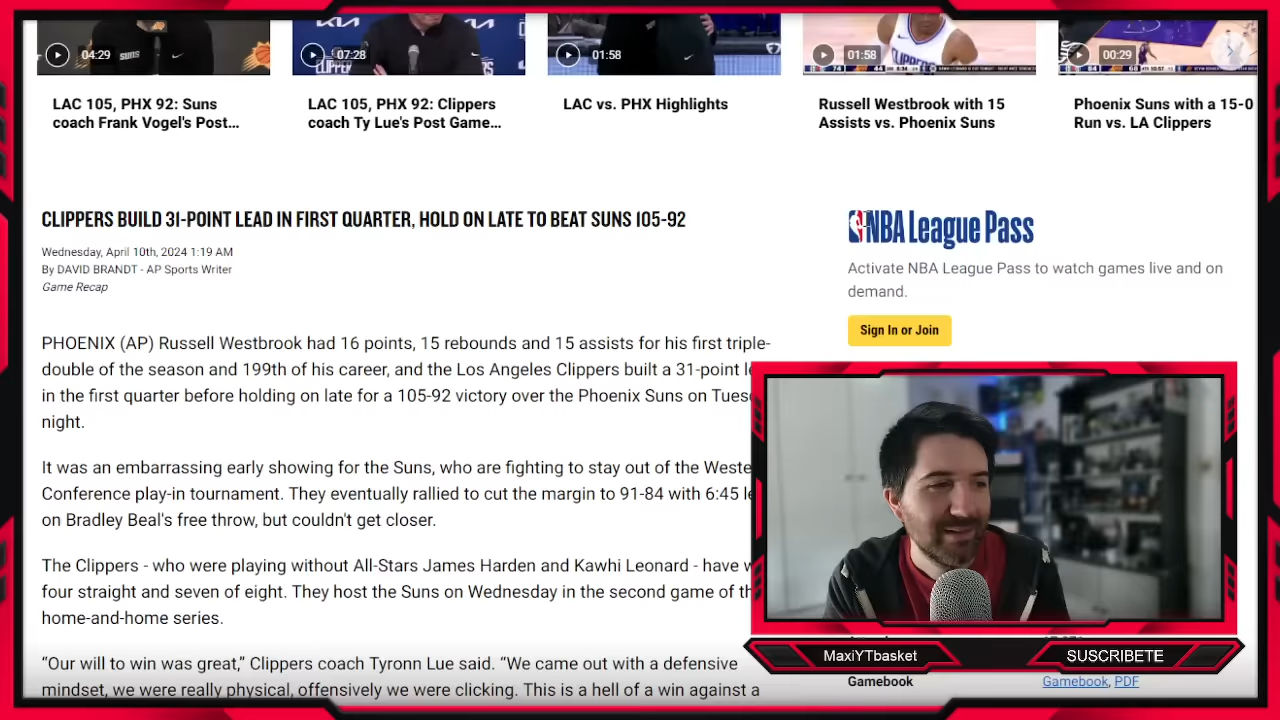 04:29
07:28
01:58
01:58
00:29
LAC 105, PHX 92: Suns
coach Frank Vogel's Post...
LAC 105, PHX 92: Clippers
coach Ty Lue's Post Game...
LAC vs. PHX Highlights
Russell Westbrook with 15
Assists vs. Phoenix Suns
Phoenix Suns with a 15-0
Run vs. LA Clippers
CLIPPERS BUILD 31-POINT LEAD IN FIRST QUARTER, HOLD ON LATE TO BEAT SUNS 105-92
Wednesday, April 10th, 2024 1:19 AM
By DAVID BRANDT - AP Sports Writer
Game Recap
PHOENIX (AP) Russell Westbrook had 16 points, 15 rebounds and 15 assists for his first triple-
double of the season and 199th of his career, and the Los Angeles Clippers built a 31-point
in the first quarter before holding on late for a 105-92 victory over the Phoenix Suns on
night.
It was an embarrassing early showing for the Suns, who are fighting to stay out of the
Conference play-in tournament. They eventually rallied to cut the margin to 91-84 with 6:45
on Bradley Beal's free throw, but couldn't get closer.
The Clippers - who were playing without All-Stars James Harden and Kawhi Leonard - have
four straight and seven of eight. They host the Suns on Wednesday in the second game of
home-and-home series.
“Our will to win was great,” Clippers coach Tyronn Lue said. “We came out with a defensive
mindset, we were really physical, offensively we were clicking. This is a hell of a win against a
NBA League Pass
Activate NBA League Pass to watch games live and on
demand.
Sign In or Join
MaxiYTbasket
SUSCRIBETE
Gamebook
Gamebook, PDF